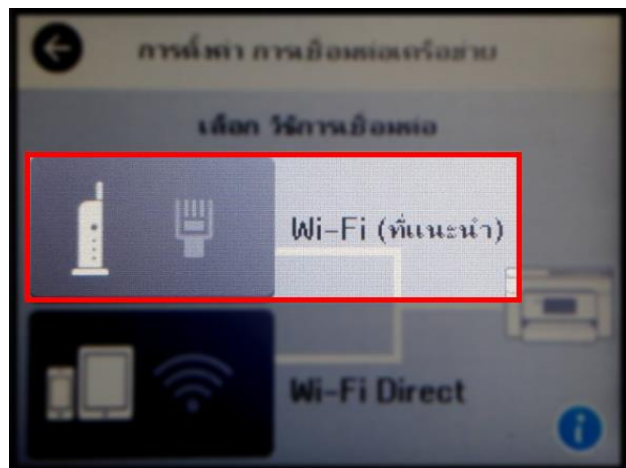 การตั้งค่า การเชื่อมต่อเครือข่าย
เลือก วิธีการเชื่อมต่อ
Wi-Fi (ที่แนะนำ)
Wi-Fi Direct
i